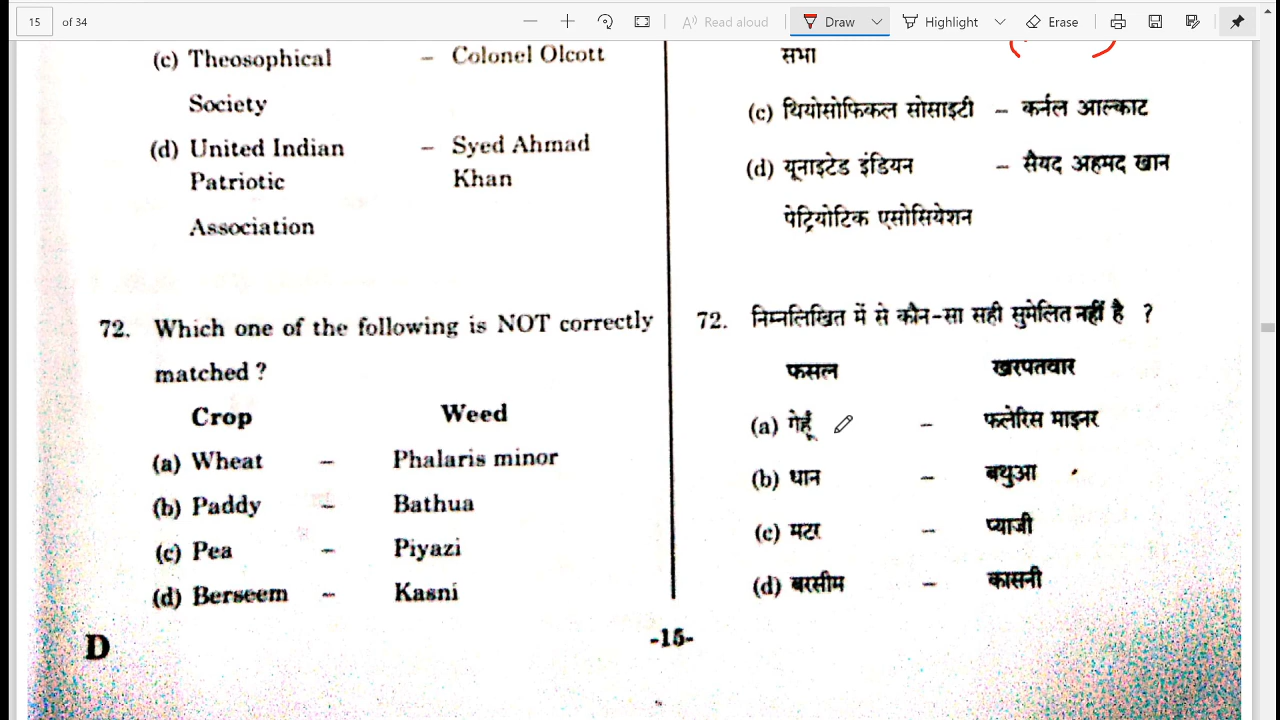 15 of 34 Read aloud Draw Highlight Erase
(c) Theosophical – Colonel Olcott
Society
(d) United Indian – Syed Ahmad
Patriotic Khan
Association
72. Which one of the following is NOT correctly
matched ?
Crop Weed
(a) Wheat – Phalaris minor
(b) Paddy – Bathua
(c) Pea – Piyazi
(d) Berseem – Kasni
सभा
(c) थियोसोफिकल सोसाइटी – कर्नल आल्काट
(d) यूनाइटेड इंडियन – सैयद अहमद खान
पेट्रियोटिक एसोसियेशन
72. निम्नलिखित में से कौन-सा सही सुमेलित नहीं है ?
फसल खरपतवार
(a) गेहूँ – फलेरिस माइनर
(b) धान – बथुआ
(c) मटर – प्याजी
(d) बरसीम – कासनी
D -15-